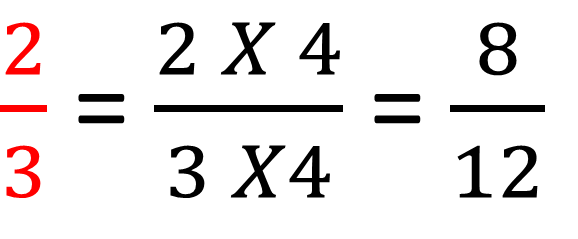 2/3 = 2 X 4/3 X4 = 8/12